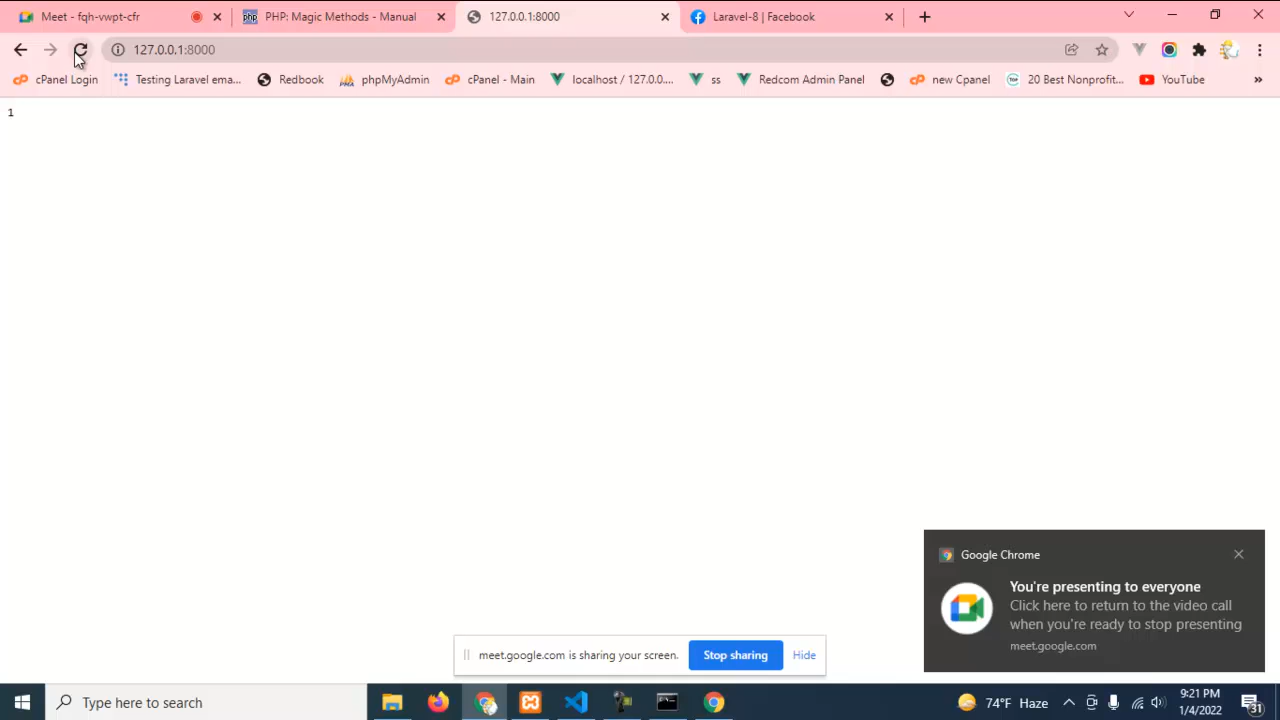 Meet - fqh-vwpt-cfr
PHP: Magic Methods - Manual
127.0.0.1:8000
Laravel-8 | Facebook
127.0.0.1:8000
cPanel Login
Testing Laravel ema...
Redbook
phpMyAdmin
cPanel - Main
localhost / 127.0.0....
ss
Redcom Admin Panel
new Cpanel
20 Best Nonprofit...
YouTube
»
1
Google Chrome
You're presenting to everyone
Click here to return to the video call
when you're ready to stop presenting
meet.google.com
meet.google.com is sharing your screen.
Stop sharing
Hide
Type here to search
74°F Haze
9:21 PM
1/4/2022
31